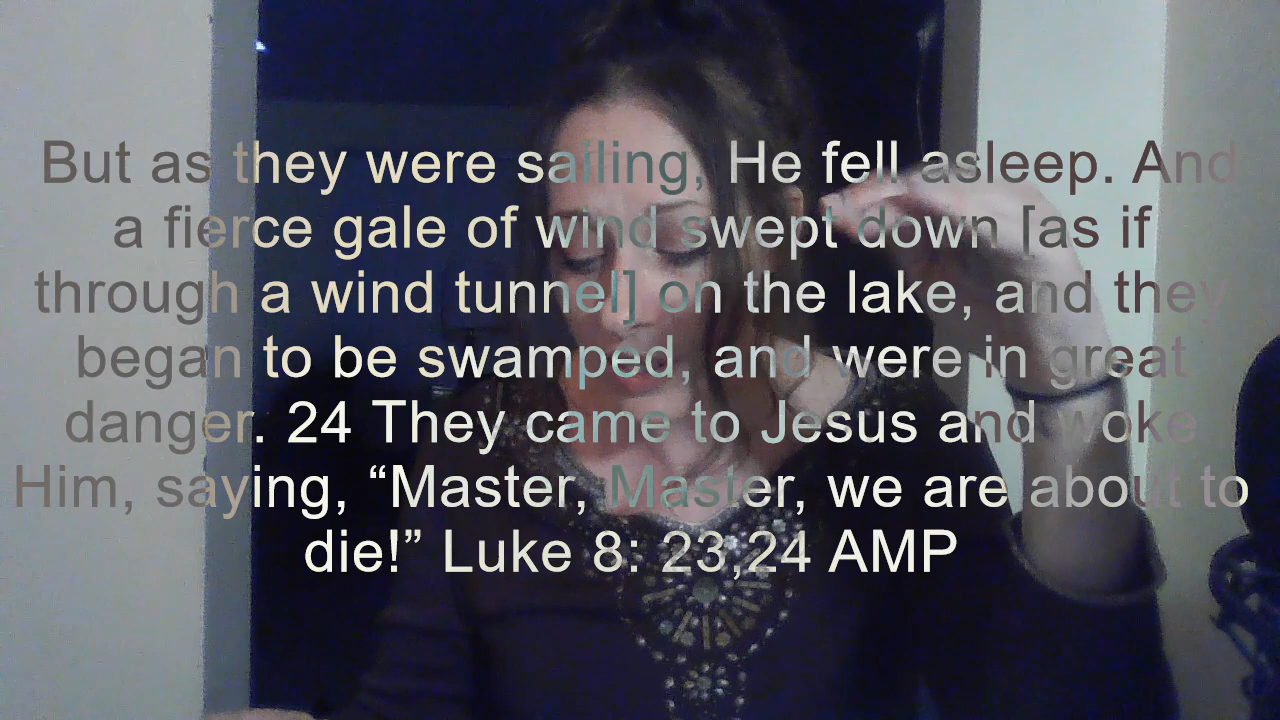 But as they were sailing, He fell asleep. And
a fierce gale of wind swept down [as if
through a wind tunnel] on the lake, and they
began to be swamped, and were in great
danger. 24 They came to Jesus and woke
Him, saying, “Master, Master, we are about to
die!” Luke 8: 23,24 AMP